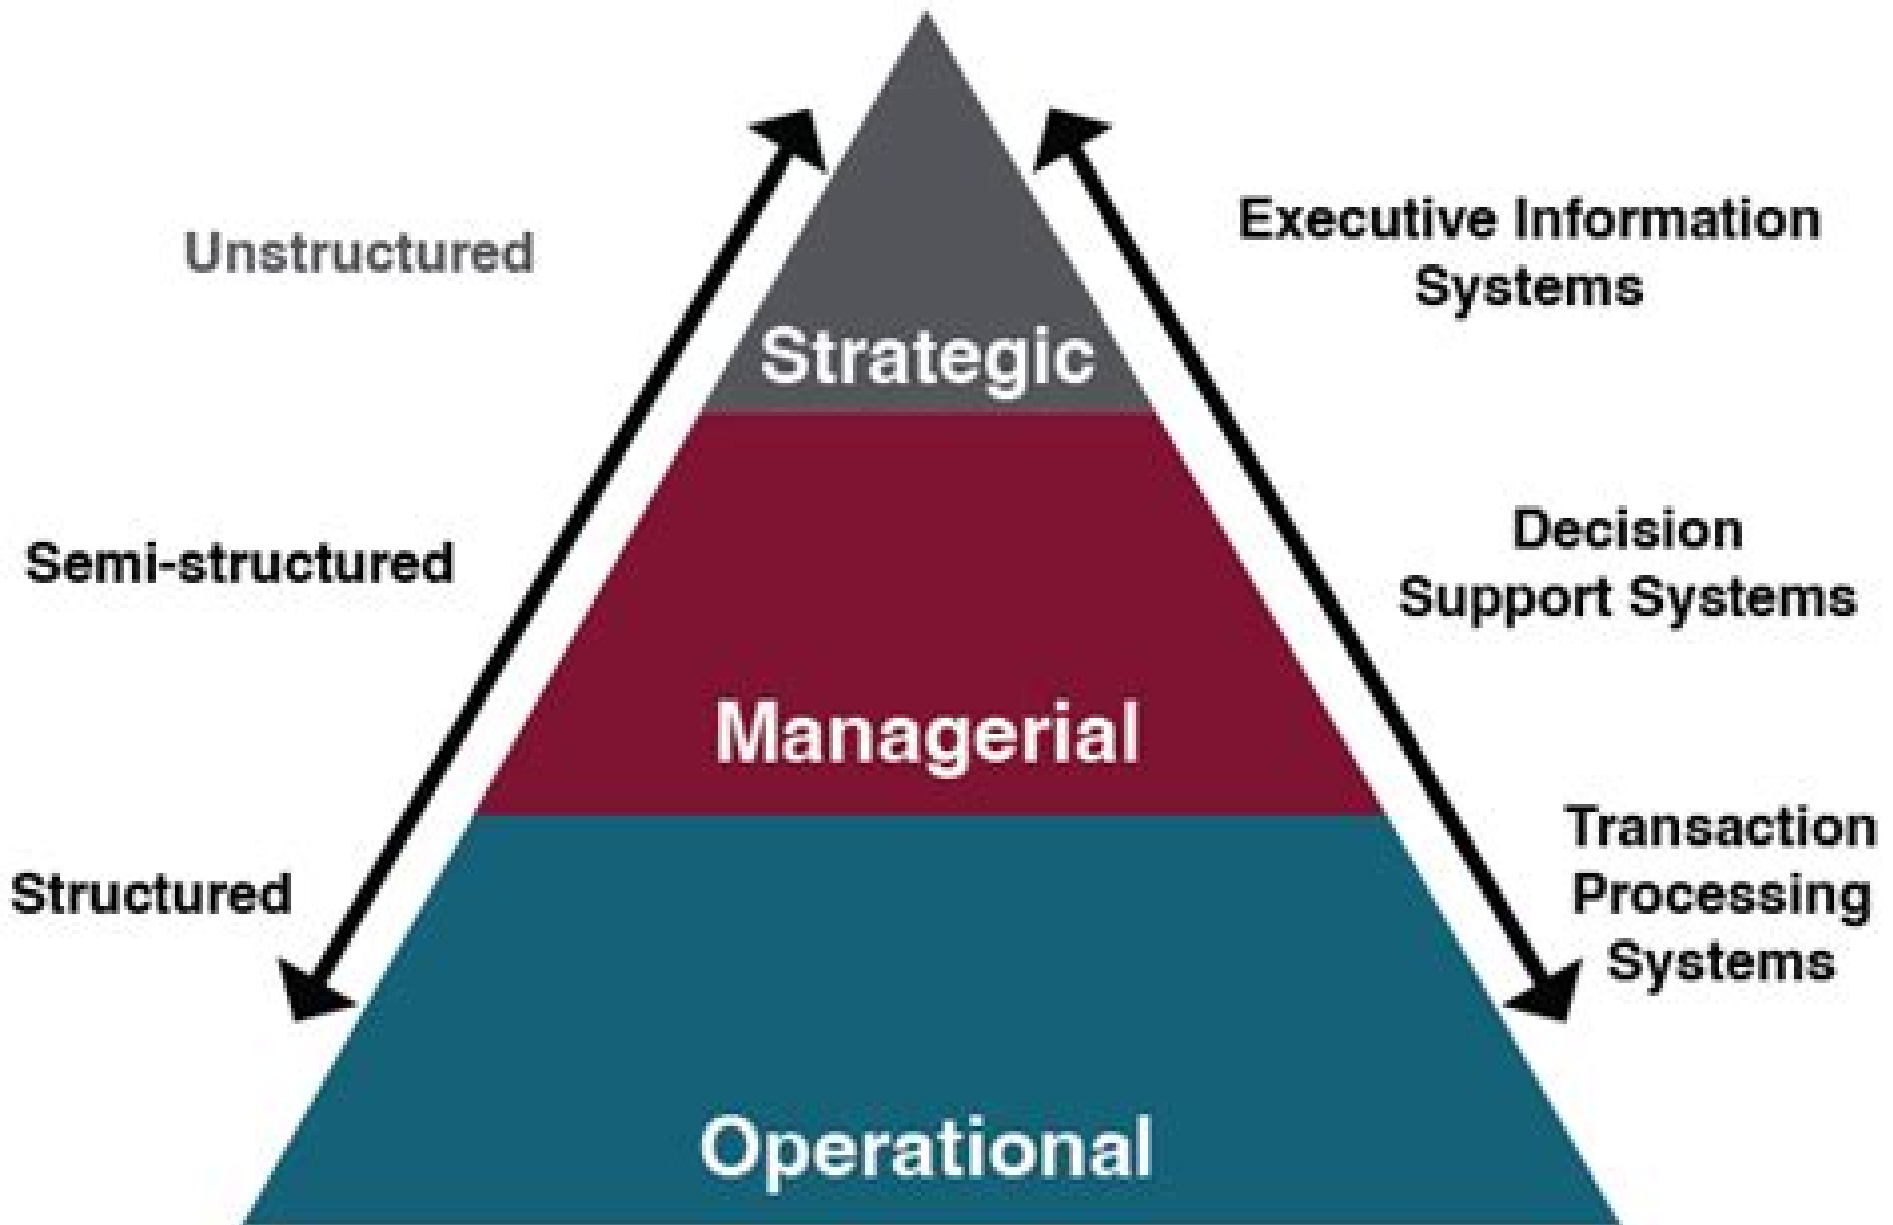 Unstructured
Executive Information
Systems
Strategic
Semi-structured
Decision
Support Systems
Managerial
Structured
Transaction
Processing
Systems
Operational